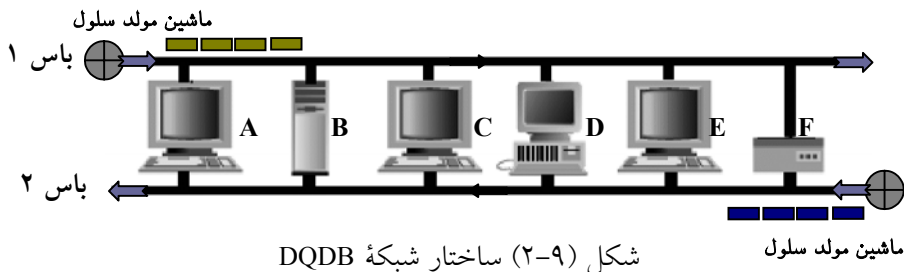 ماشین مولد سلول
باس ۱
A B C D E F
باس ۲
ماشین مولد سلول
شکل (۹-۲) ساختار شبکهٔ DQDB